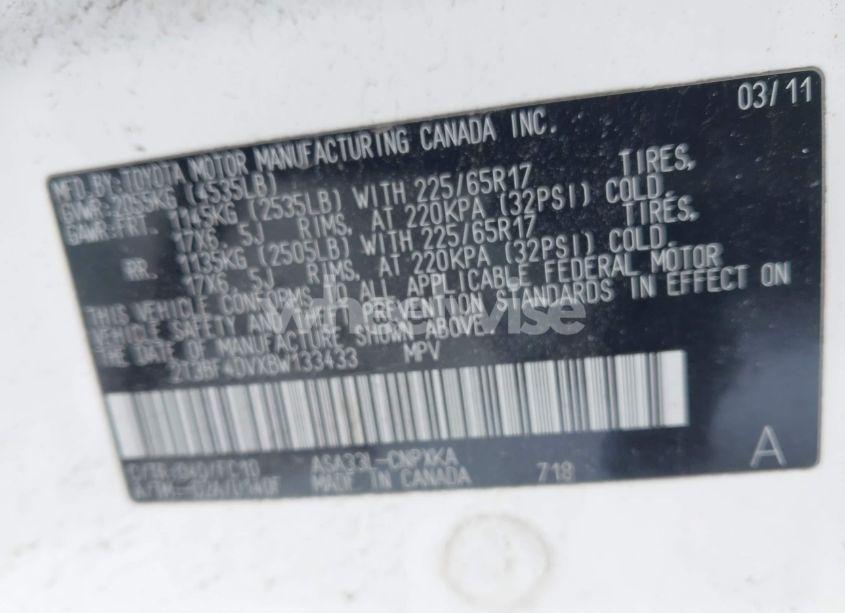 03/11
MFD BY:TOYOTA MOTOR MANUFACTURING CANADA INC.
GVWR:2055KG (4535LB)
GAWR:FRT. 1145KG (2535LB) WITH 225/65R17 TIRES,
17X6. 5J RIMS, AT 220KPA (32PSI) COLD.
RR. 1135KG (2505LB) WITH 225/65R17 TIRES,
17X6. 5J RIMS, AT 220KPA (32PSI) COLD.
THIS VEHICLE CONFORMS TO ALL APPLICABLE FEDERAL MOTOR
VEHICLE SAFETY AND THEFT PREVENTION STANDARDS IN EFFECT ON
THE DATE OF MANUFACTURE SHOWN ABOVE.
2T3BF4DVXBW133433 MPV
ASA33L-CNPXKA
MADE IN CANADA 718
A